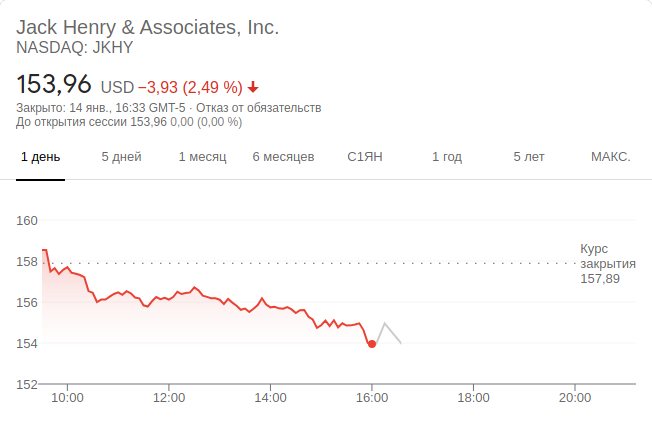 Jack Henry & Associates, Inc.
NASDAQ: JKHY
153,96 USD −3,93 (2,49 %)
Закрыто: 14 янв., 16:33 GMT-5 · Отказ от обязательств
До открытия сессии 153,96 0,00 (0,00 %)
1 день 5 дней 1 месяц 6 месяцев С1ЯН 1 год 5 лет МАКС.
160
158
156
154
152
Курс
закрытия
157,89
10:00 12:00 14:00 16:00 18:00 20:00